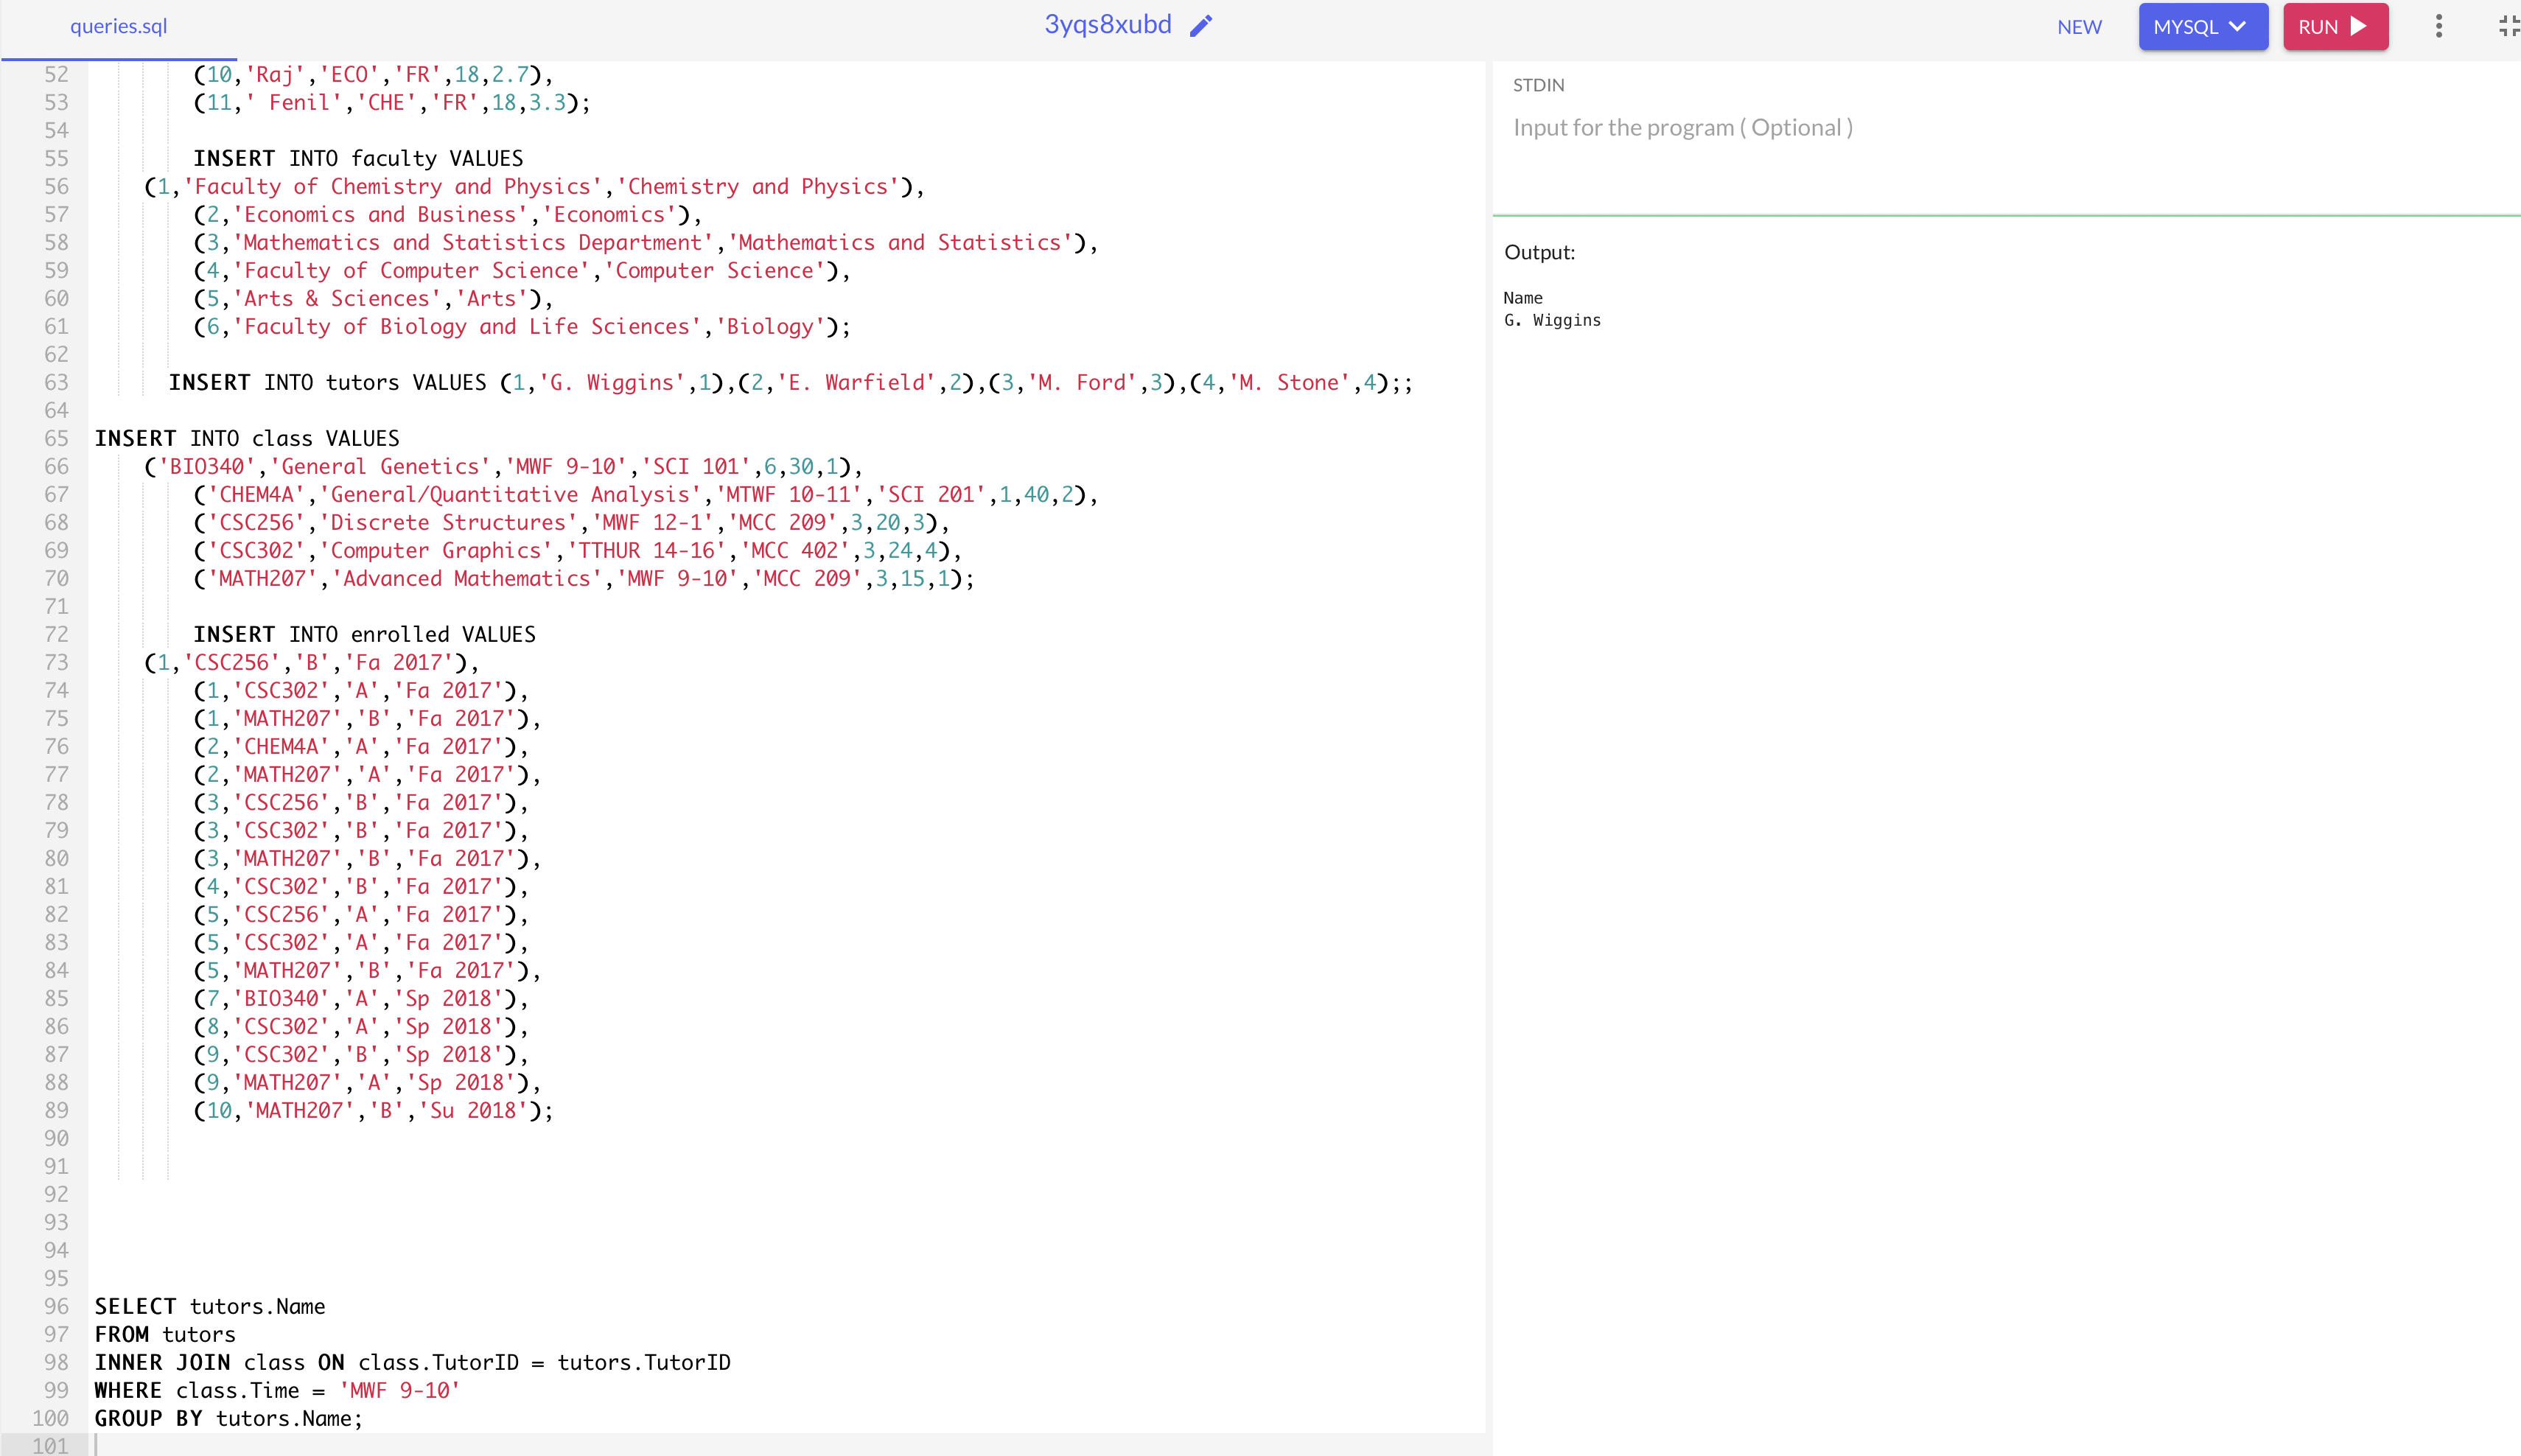 queries.sql
3yqs8xubd
NEW
MYSQL
RUN
52 (10,'Raj','ECO','FR',18,2.7),
53 (11,' Fenil','CHE','FR',18,3.3);
54
55 INSERT INTO faculty VALUES
56 (1,'Faculty of Chemistry and Physics','Chemistry and Physics'),
57 (2,'Economics and Business','Economics'),
58 (3,'Mathematics and Statistics Department','Mathematics and Statistics'),
59 (4,'Faculty of Computer Science','Computer Science'),
60 (5,'Arts & Sciences','Arts'),
61 (6,'Faculty of Biology and Life Sciences','Biology');
62
63 INSERT INTO tutors VALUES (1,'G. Wiggins',1),(2,'E. Warfield',2),(3,'M. Ford',3),(4,'M. Stone',4);;
64
65 INSERT INTO class VALUES
66 ('BIO340','General Genetics','MWF 9-10','SCI 101',6,30,1),
67 ('CHEM4A','General/Quantitative Analysis','MTWF 10-11','SCI 201',1,40,2),
68 ('CSC256','Discrete Structures','MWF 12-1','MCC 209',3,20,3),
69 ('CSC302','Computer Graphics','TTHUR 14-16','MCC 402',3,24,4),
70 ('MATH207','Advanced Mathematics','MWF 9-10','MCC 209',3,15,1);
71
72 INSERT INTO enrolled VALUES
73 (1,'CSC256','B','Fa 2017'),
74 (1,'CSC302','A','Fa 2017'),
75 (1,'MATH207','B','Fa 2017'),
76 (2,'CHEM4A','A','Fa 2017'),
77 (2,'MATH207','A','Fa 2017'),
78 (3,'CSC256','B','Fa 2017'),
79 (3,'CSC302','B','Fa 2017'),
80 (3,'MATH207','B','Fa 2017'),
81 (4,'CSC302','B','Fa 2017'),
82 (5,'CSC256','A','Fa 2017'),
83 (5,'CSC302','A','Fa 2017'),
84 (5,'MATH207','B','Fa 2017'),
85 (7,'BIO340','A','Sp 2018'),
86 (8,'CSC302','A','Sp 2018'),
87 (9,'CSC302','B','Sp 2018'),
88 (9,'MATH207','A','Sp 2018'),
89 (10,'MATH207','B','Su 2018');
90
91
92
93
94
95
96 SELECT tutors.Name
97 FROM tutors
98 INNER JOIN class ON class.TutorID = tutors.TutorID
99 WHERE class.Time = 'MWF 9-10'
100 GROUP BY tutors.Name;
101
STDIN
Input for the program ( Optional )
Output:
Name
G. Wiggins